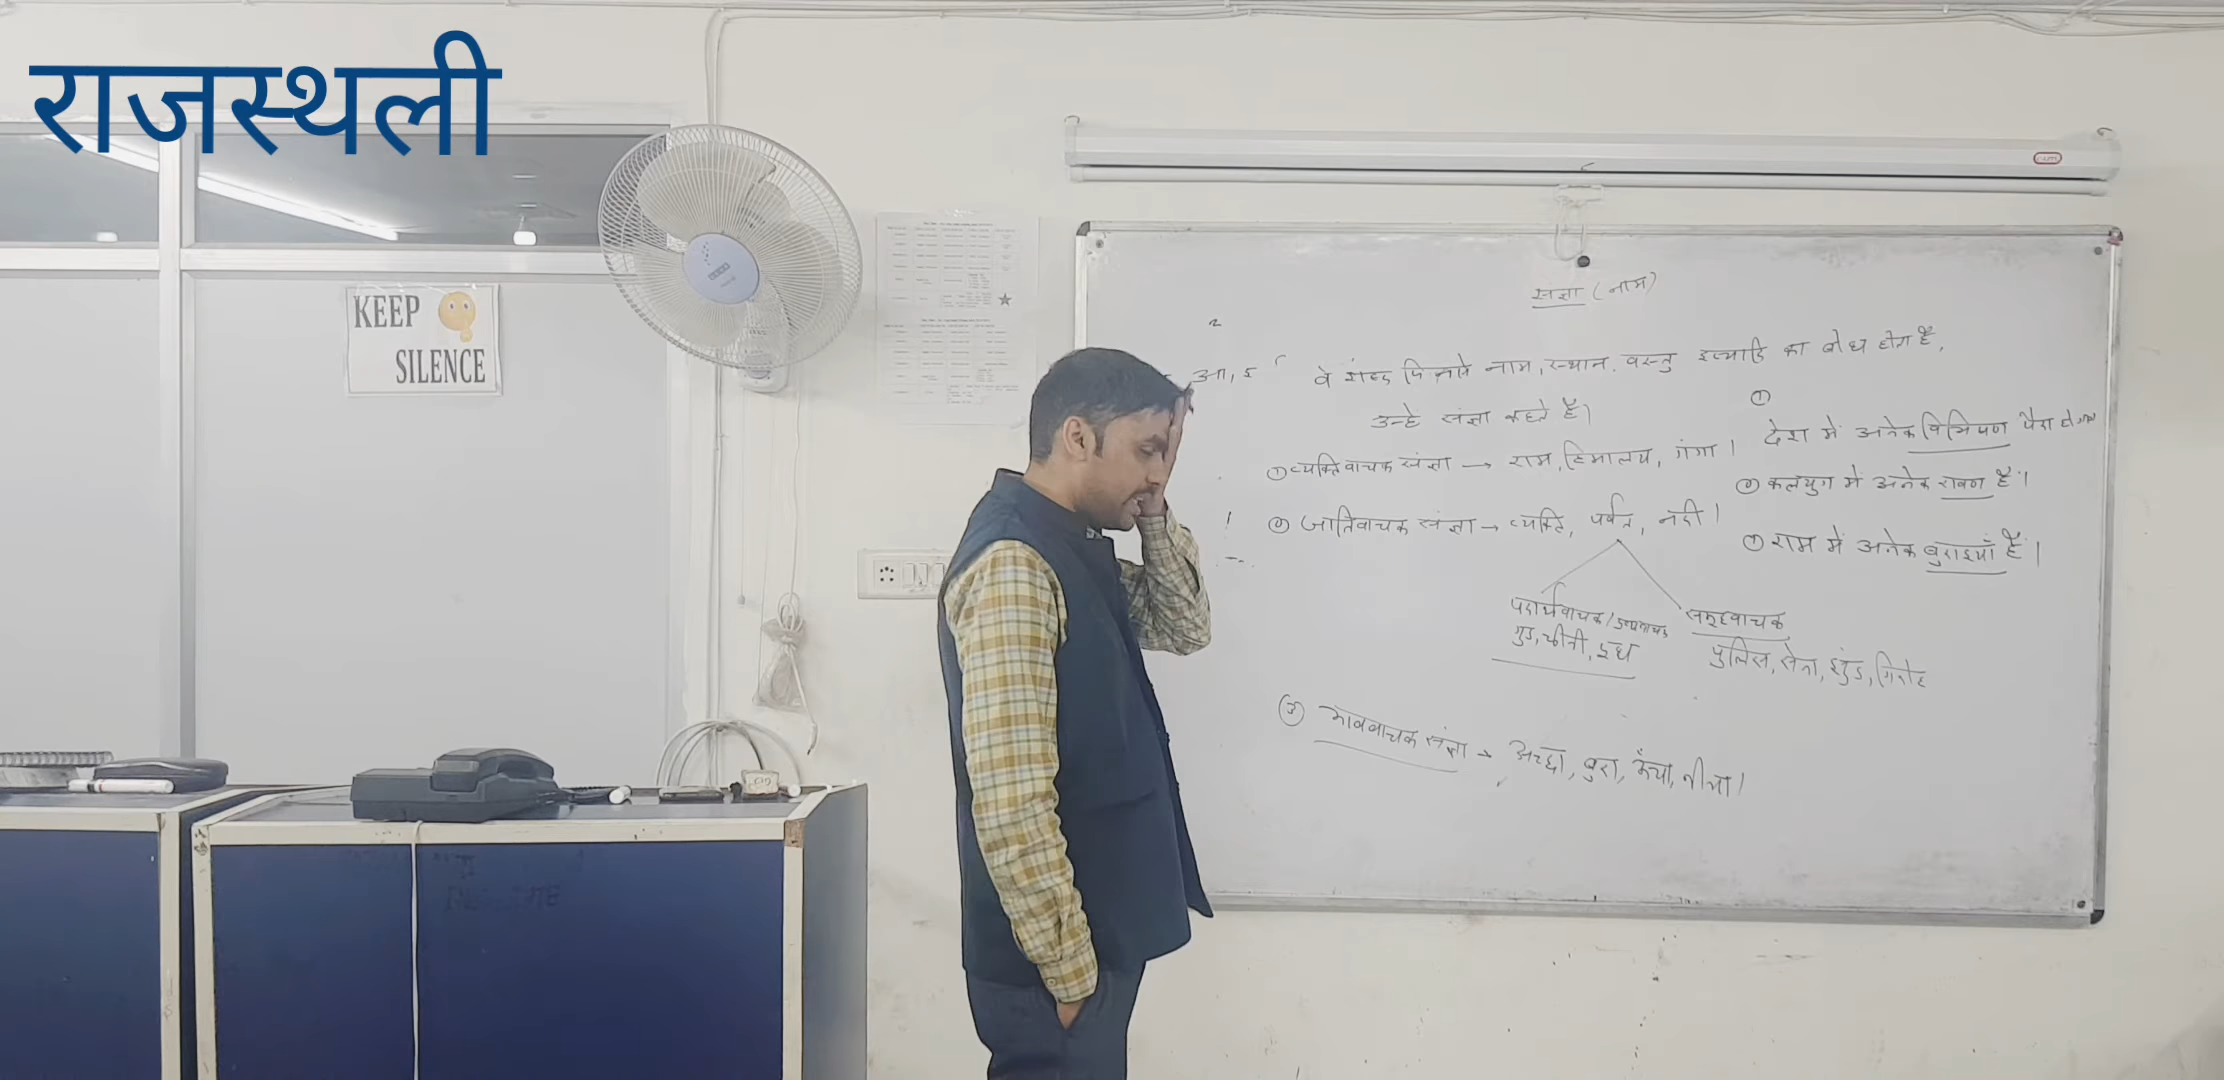 राजस्थली
KEEP
SILENCE
संज्ञा (नाम)
आ, इ
वे शब्द जिनसे नाम, स्थान, वस्तु इत्यादि का बोध होता है,
उन्हे संज्ञा कहते हैं।
① व्यक्तिवाचक संज्ञा → राम, हिमालय, गंगा।
② जातिवाचक संज्ञा → व्यक्ति, पर्वत, नदी।
पदार्थवाचक/द्रव्यवाचक
गुड, चीनी, दूध
समूहवाचक
पुलिस, सेना, झुंड, गिरोह
③ भाववाचक संज्ञा → अच्छा, बुरा, ऊँचा, नीचा।
①
देश में अनेक विभिषण पैदा हो गए
② कलयुग में अनेक रावण हैं।
① राम में अनेक बुराइयाँ हैं।